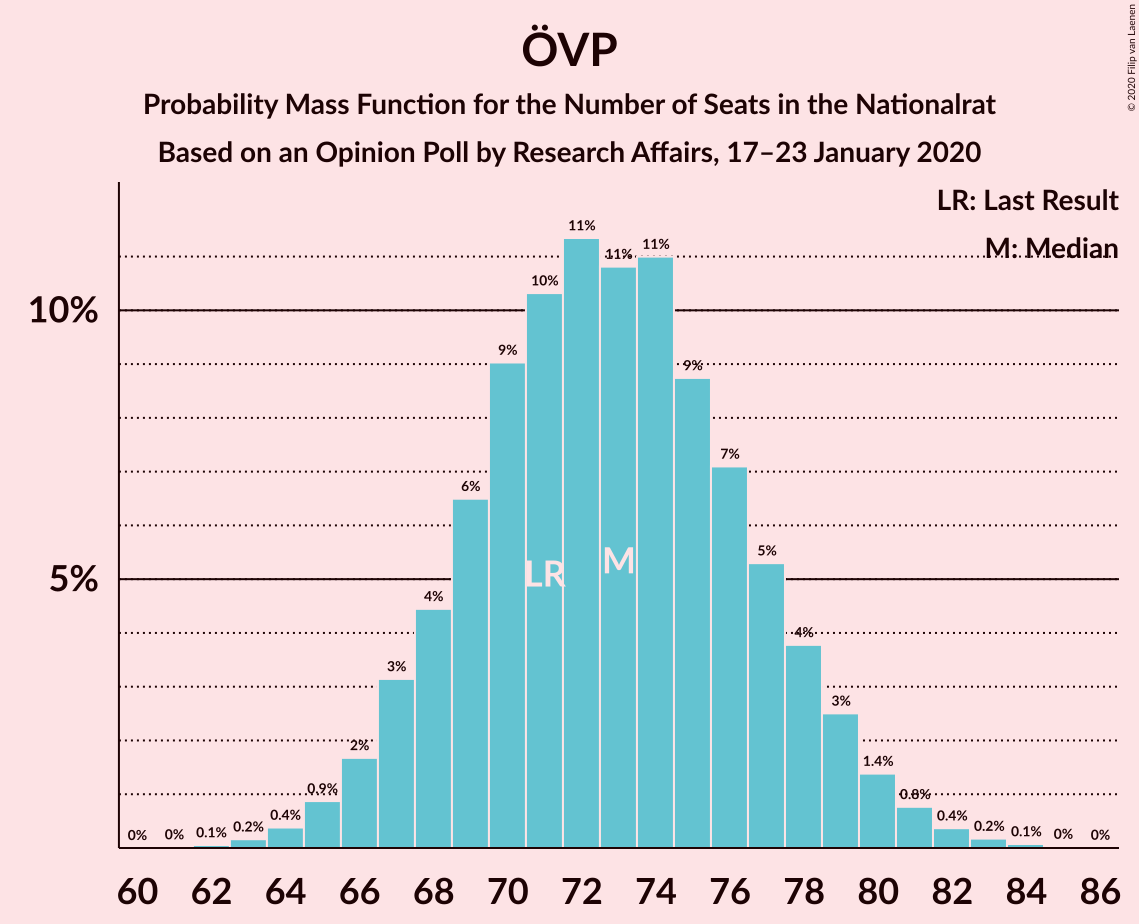 ÖVP
Probability Mass Function for the Number of Seats in the Nationalrat
Based on an Opinion Poll by Research Affairs, 17–23 January 2020
© 2020 Filip van Laenen
LR: Last Result
M: Median
10%
5%
0% 0% 0.1% 0.2% 0.4% 0.9% 2% 3% 4% 6% 9% 10% 11% 11% 11% 9% 7% 5% 4% 3% 1.4% 0.8% 0.4% 0.2% 0.1% 0% 0%
LR M
60 62 64 66 68 70 72 74 76 78 80 82 84 86